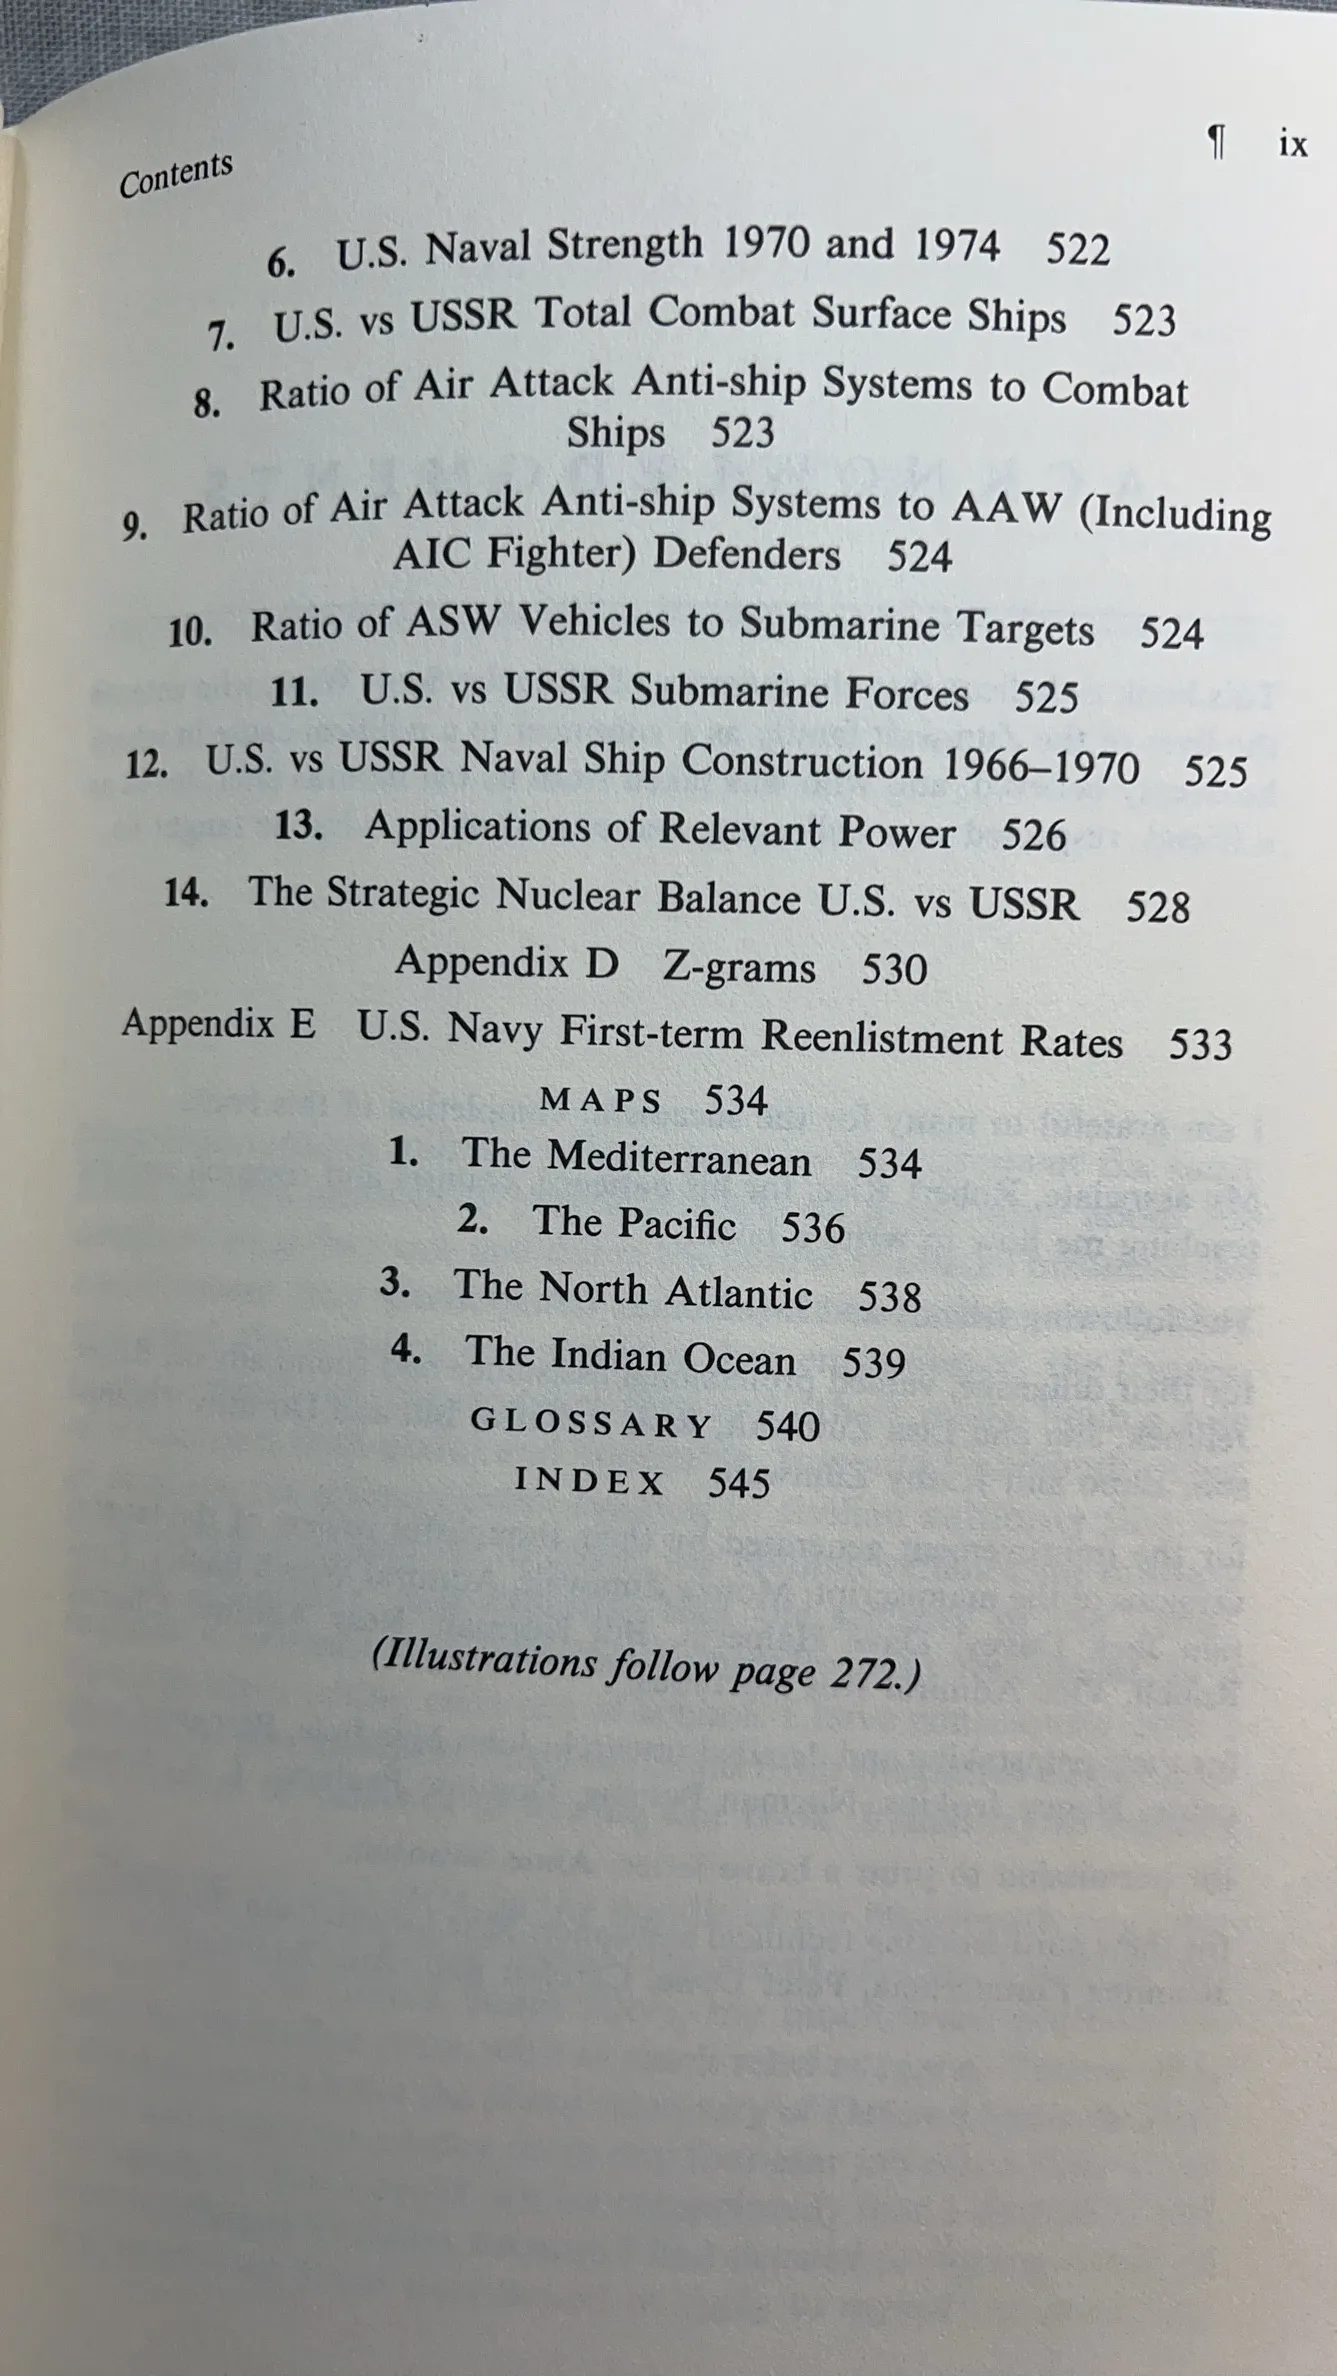 Contents ¶ ix
6. U.S. Naval Strength 1970 and 1974 522
7. U.S. vs USSR Total Combat Surface Ships 523
8. Ratio of Air Attack Anti-ship Systems to Combat
Ships 523
9. Ratio of Air Attack Anti-ship Systems to AAW (Including
AIC Fighter) Defenders 524
10. Ratio of ASW Vehicles to Submarine Targets 524
11. U.S. vs USSR Submarine Forces 525
12. U.S. vs USSR Naval Ship Construction 1966–1970 525
13. Applications of Relevant Power 526
14. The Strategic Nuclear Balance U.S. vs USSR 528
Appendix D Z-grams 530
Appendix E U.S. Navy First-term Reenlistment Rates 533
MAPS 534
1. The Mediterranean 534
2. The Pacific 536
3. The North Atlantic 538
4. The Indian Ocean 539
GLOSSARY 540
INDEX 545
(Illustrations follow page 272.)